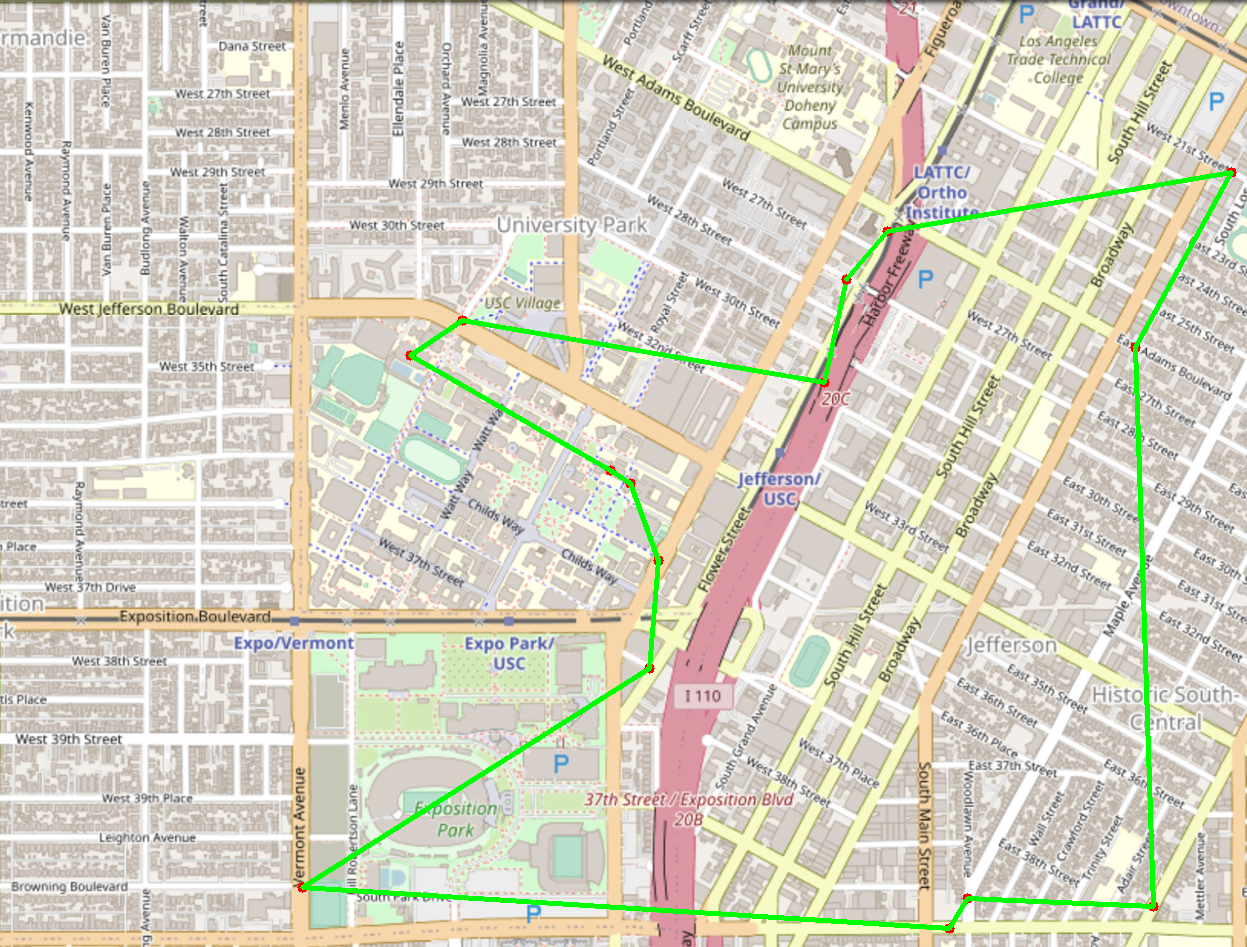 21
Grand/
LATTC
Downtown
rmandie
Dana Street
Mount
St Mary's
University
Doheny
Campus
Los Angeles
Trade Technical
College
P
Van Buren Place
Menlo Avenue
Ellendale Place
Orchard Avenue
Magnolia Avenue
Portland
Scarff Street
Figueroa
West Adams Boulevard
West 27th Street
West 27th Street
P
Kenwood Avenue
South Hill Street
West 28th Street
West 28th Street
Portland Street
West 21st Street
Raymond Avenue
West 29th Street
West 29th Street
LATTC/
Ortho
Institute
Van Buren Place
Budlong Avenue
Walton Avenue
South Catalina Street
West 27th Street
West 28th Street
West 30th Street
University Park
South Los
East 23rd Street
Broadway
Harbor Freeway
P
East 24th Street
West Jefferson Boulevard
USC Village
Royal Street
West 30th Street
East 25th Street
West 32nd Street
West 27th Street
East Adams Boulevard
West 35th Street
20C
East 27th Street
Watt Way
South Hill Street
East 28th
Jefferson/
USC
Raymond Avenue
Watt Way
Childs Way
Broadway
East 30th Street
East 29th Street
Street
West 33rd Street
East 31st Street
East 30th
n Place
West 37th Street
Childs Way
Flower Street
East 32nd Street
West 37th Drive
Maple Avenue
East 31st Street
ition
rk
Exposition Boulevard
South Hill Street
Broadway
East 32nd Street
Expo/Vermont
Expo Park/
USC
Jefferson
West 38th Street
East 35th Street
tis Place
I 110
East 36th Street
Historic South-
Central
West 39th Street
South Grand Avenue
West 37th Place
East 36th Place
P
West 38th Street
East 37th Street
East 36th Street
West 39th Place
Vermont Avenue
Bill Robertson Lane
Exposition
Park
37th Street / Exposition Blvd
20B
South Main Street
Woodlawn Avenue
Wall Street
Crawford Street
Trinity Street
Adair Street
Mettler Avenue
Leighton Avenue
East 38th Street
Browning Boulevard
South Park Drive
P